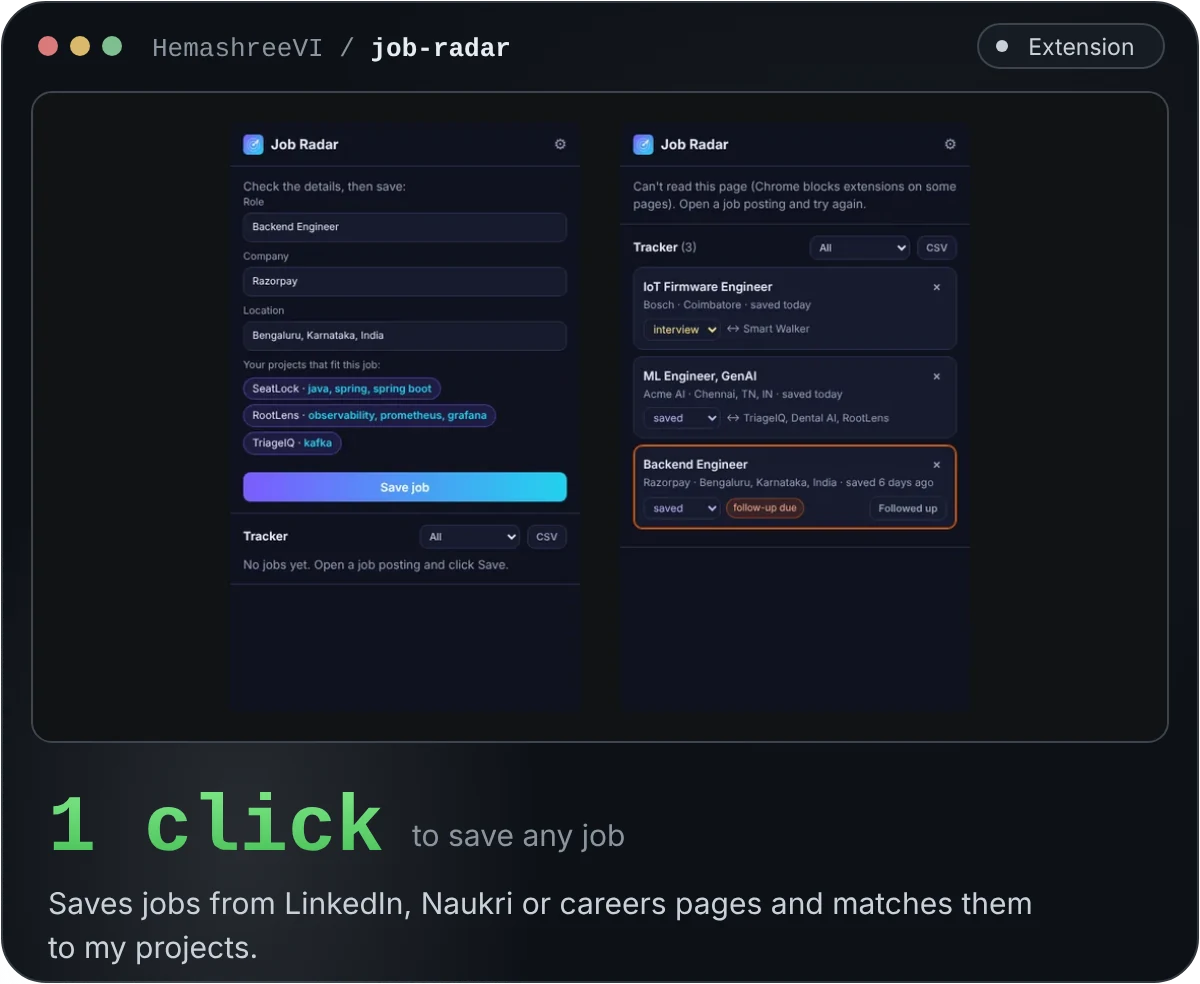 HemashreeVI / job-radar
Extension
Job Radar
Check the details, then save:
Role
Backend Engineer
Company
Razorpay
Location
Bengaluru, Karnataka, India
Your projects that fit this job:
SeatLock · java, spring, spring boot
RootLens · observability, prometheus, grafana
TriageIQ · kafka
Save job
Tracker All CSV
No jobs yet. Open a job posting and click Save.
Job Radar
Can't read this page (Chrome blocks extensions on some
pages). Open a job posting and try again.
Tracker (3) All CSV
IoT Firmware Engineer ×
Bosch · Coimbatore · saved today
interview ↔ Smart Walker
ML Engineer, GenAI ×
Acme AI · Chennai, TN, IN · saved today
saved ↔ TriageIQ, Dental AI, RootLens
Backend Engineer ×
Razorpay · Bengaluru, Karnataka, India · saved 6 days ago
saved follow-up due Followed up
1 click to save any job
Saves jobs from LinkedIn, Naukri or careers pages and matches them
to my projects.